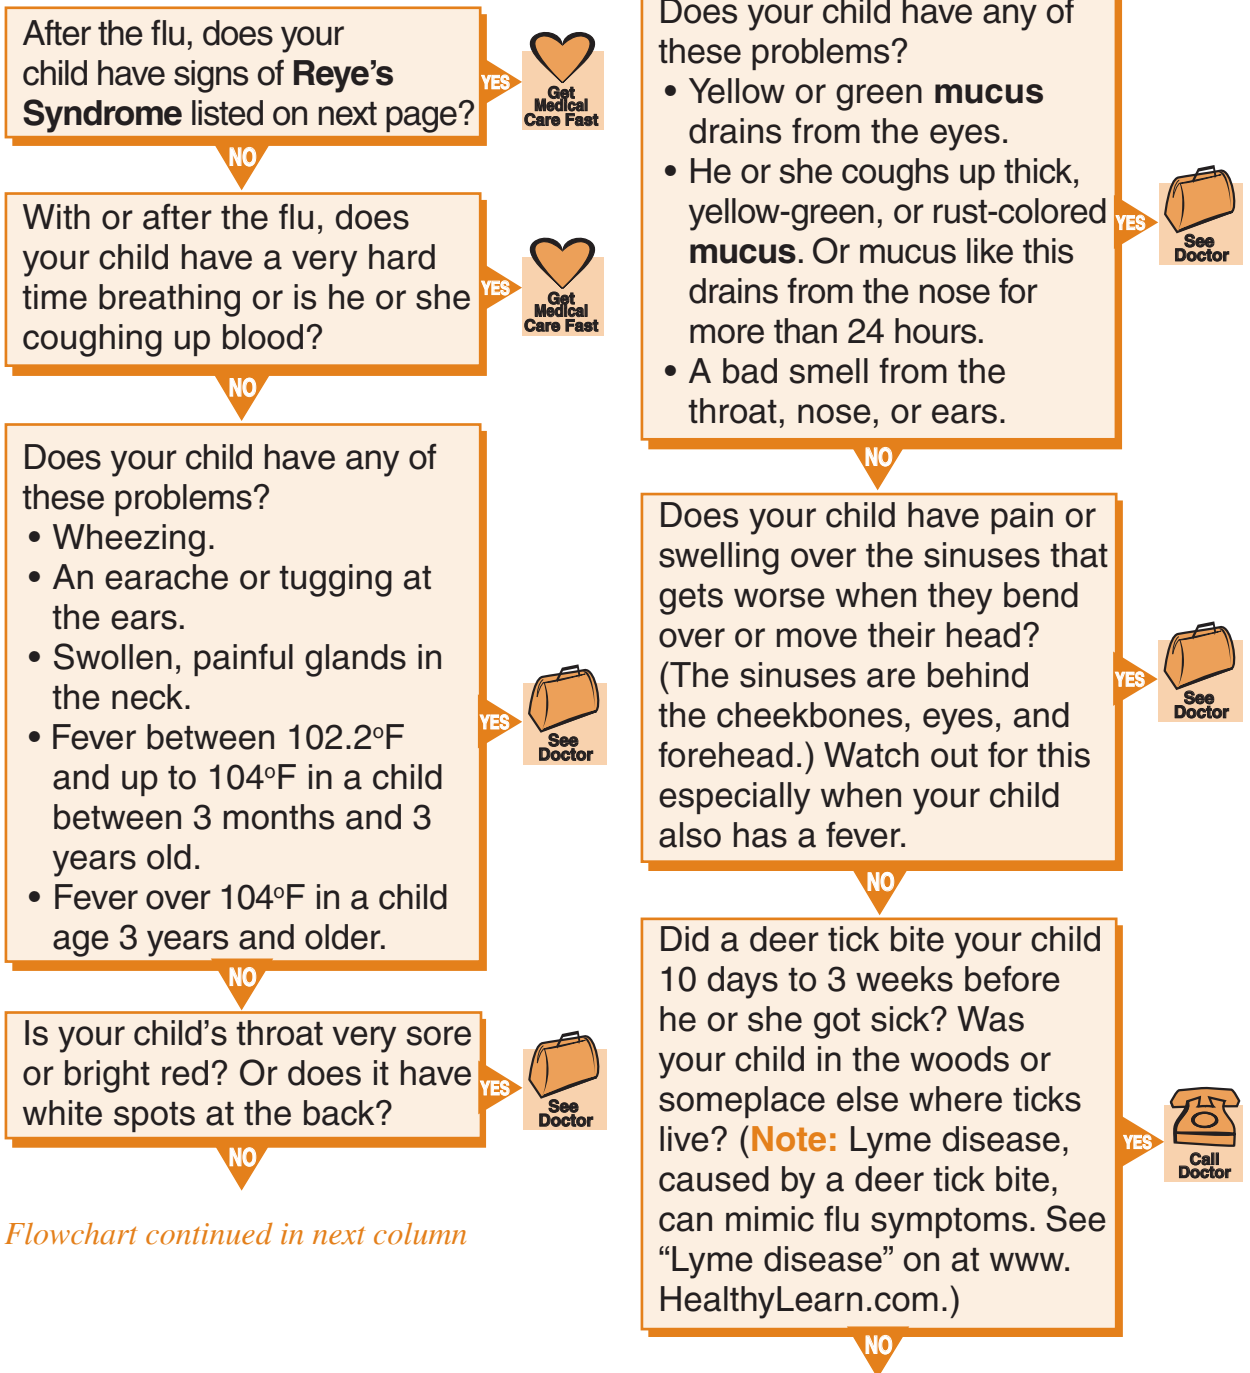 After the flu, does your
child have signs of Reye's
Syndrome listed on next page?
YES
Get
Medical
Care Fast
NO
With or after the flu, does
your child have a very hard
time breathing or is he or she
coughing up blood?
YES
Get
Medical
Care Fast
NO
Does your child have any of
these problems?
• Wheezing.
• An earache or tugging at
the ears.
• Swollen, painful glands in
the neck.
• Fever between 102.2ºF
and up to 104ºF in a child
between 3 months and 3
years old.
• Fever over 104ºF in a child
age 3 years and older.
YES
See
Doctor
NO
Is your child's throat very sore
or bright red? Or does it have
white spots at the back?
YES
See
Doctor
NO
Flowchart continued in next column
Does your child have any of
these problems?
• Yellow or green mucus
drains from the eyes.
• He or she coughs up thick,
yellow-green, or rust-colored
mucus. Or mucus like this
drains from the nose for
more than 24 hours.
• A bad smell from the
throat, nose, or ears.
YES
See
Doctor
NO
Does your child have pain or
swelling over the sinuses that
gets worse when they bend
over or move their head?
(The sinuses are behind
the cheekbones, eyes, and
forehead.) Watch out for this
especially when your child
also has a fever.
YES
See
Doctor
NO
Did a deer tick bite your child
10 days to 3 weeks before
he or she got sick? Was
your child in the woods or
someplace else where ticks
live? (Note: Lyme disease,
caused by a deer tick bite,
can mimic flu symptoms. See
“Lyme disease” on at www.
HealthyLearn.com.)
YES
Call
Doctor
NO